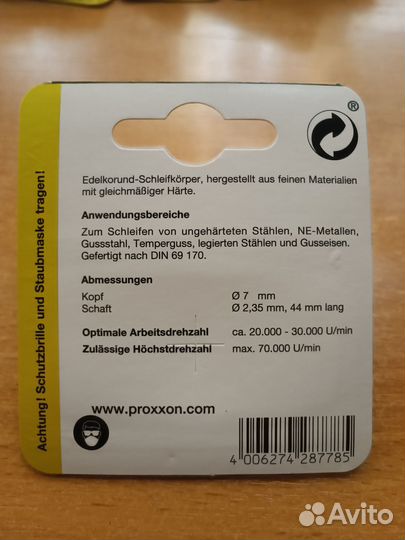 ®
Edelkorund-Schleifkörper, hergestellt aus feinen Materialien
mit gleichmäßiger Härte.
Anwendungsbereiche
Zum Schleifen von ungehärteten Stählen, NE-Metallen,
Gussstahl, Temperguss, legierten Stählen und Gusseisen.
Gefertigt nach DIN 69 170.
Abmessungen
Kopf Ø 7 mm
Schaft Ø 2,35 mm, 44 mm lang
Optimale Arbeitsdrehzahl ca. 20.000 - 30.000 U/min
Zulässige Höchstdrehzahl max. 70.000 U/min
www.proxxon.com
4 006274 287785
Achtung! Schutzbrille und Staubmaske tragen!
Avito